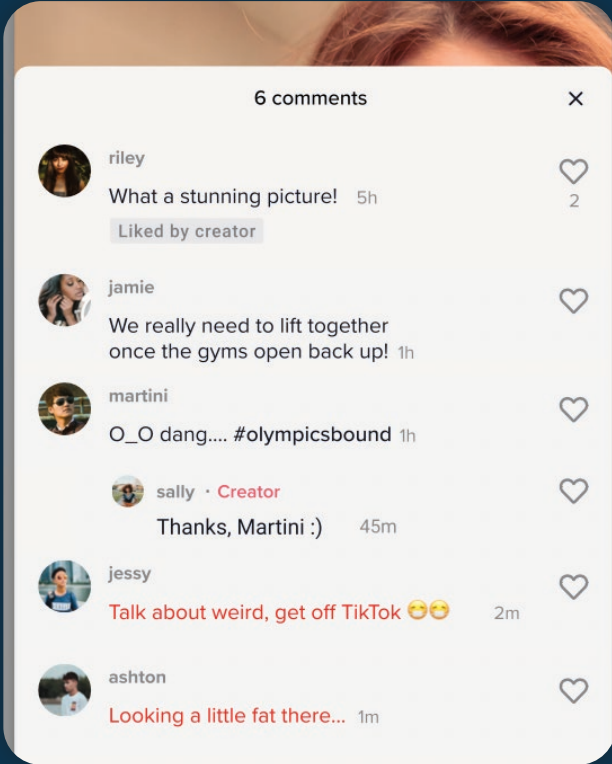 6 comments ×
riley
What a stunning picture! 5h
2
Liked by creator
jamie
We really need to lift together
once the gyms open back up! 1h
martini
O_O dang.... #olympicsbound 1h
sally · Creator
Thanks, Martini :) 45m
jessy
Talk about weird, get off TikTok 😷😷 2m
ashton
Looking a little fat there... 1m